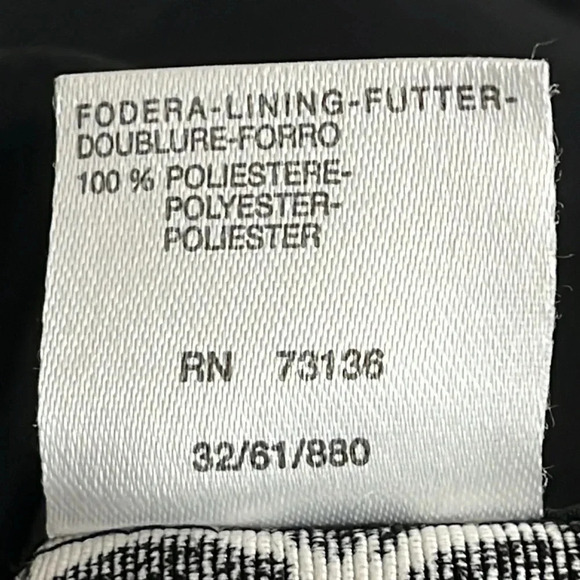 FODERA-LINING-FUTTER-
DOUBLURE-FORRO
100 % POLIESTERE-
POLYESTER-
POLIESTER
RN 73136
32/61/880